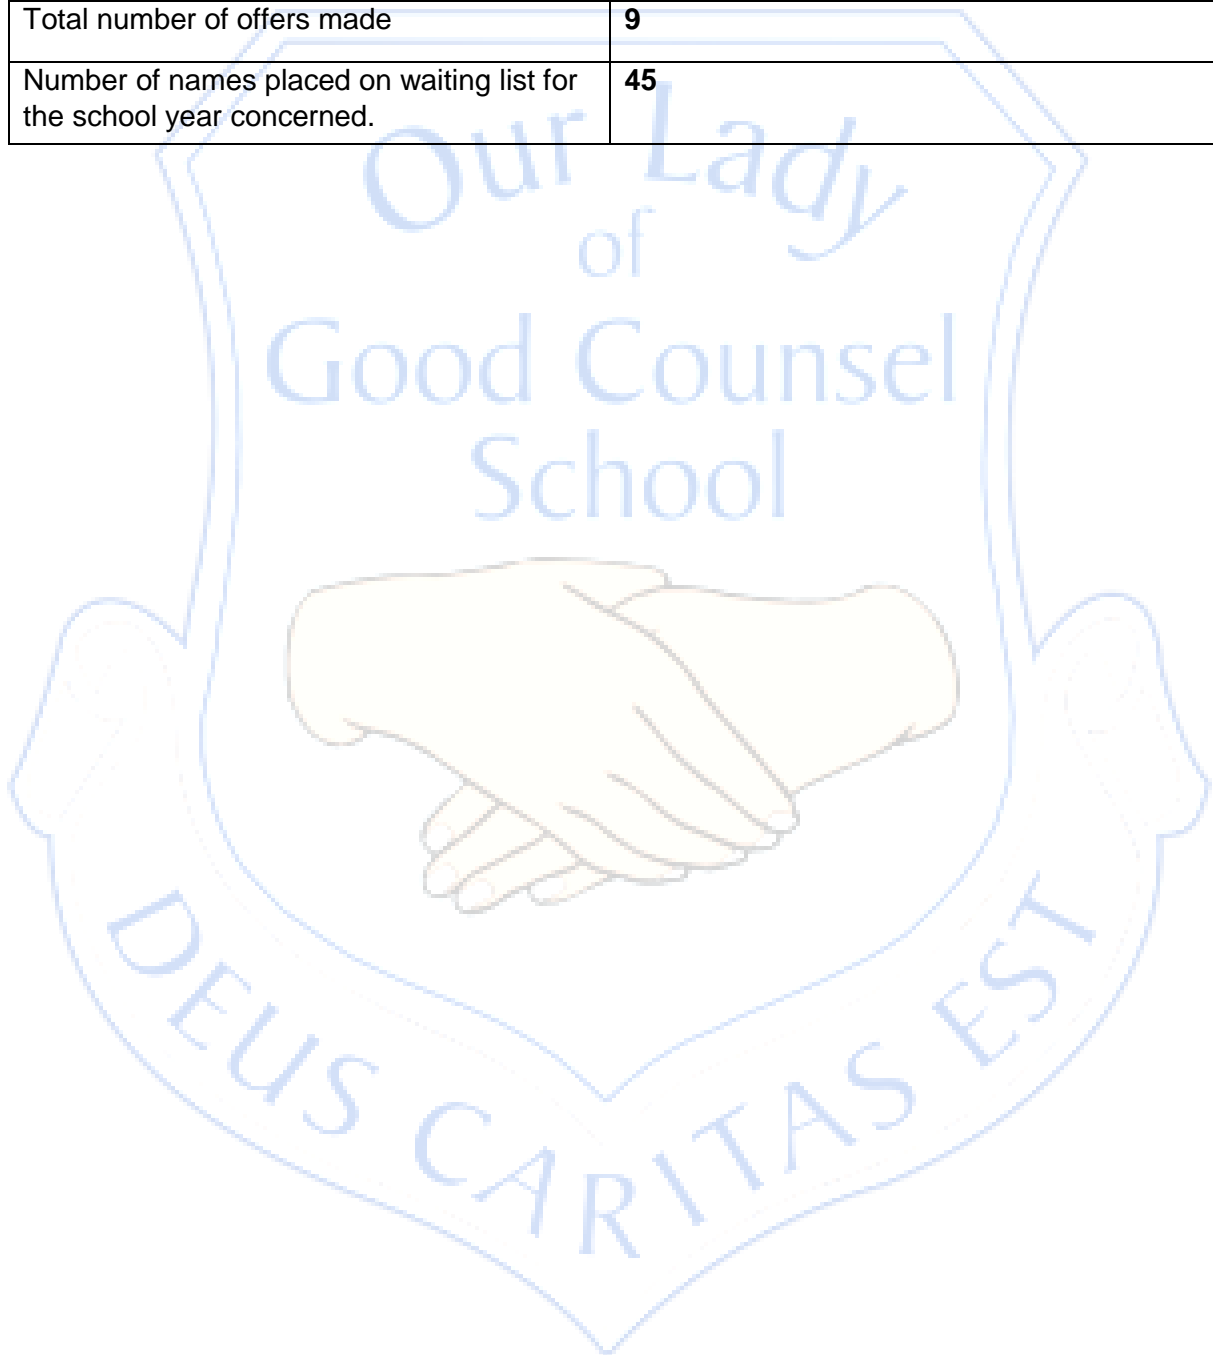 Total number of offers made
9
Number of names placed on waiting list for
the school year concerned.
45
Our Lady
of
Good Counsel
School
DEUS CARITAS EST